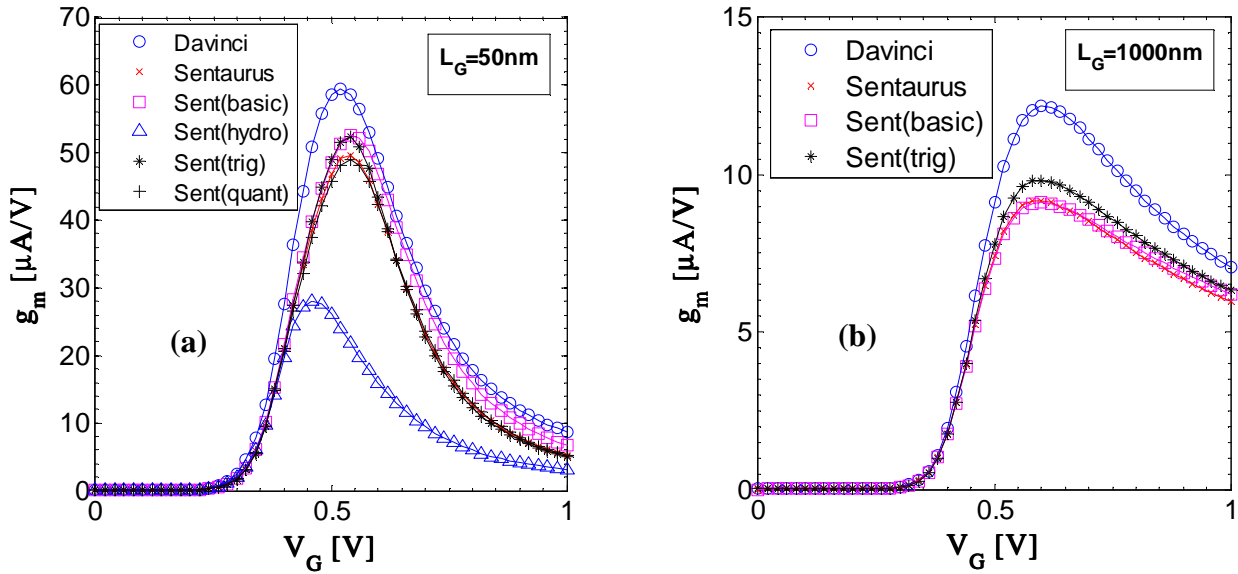 70
60
50
40
30
20
10
0
g_m [µA/V]
Davinci
Sentaurus
Sent(basic)
Sent(hydro)
Sent(trig)
Sent(quant)
L_G=50nm
(a)
0
0.5
1
V_G [V]
15
10
5
0
g_m [µA/V]
Davinci
Sentaurus
Sent(basic)
Sent(trig)
L_G=1000nm
(b)
0
0.5
1
V_G [V]